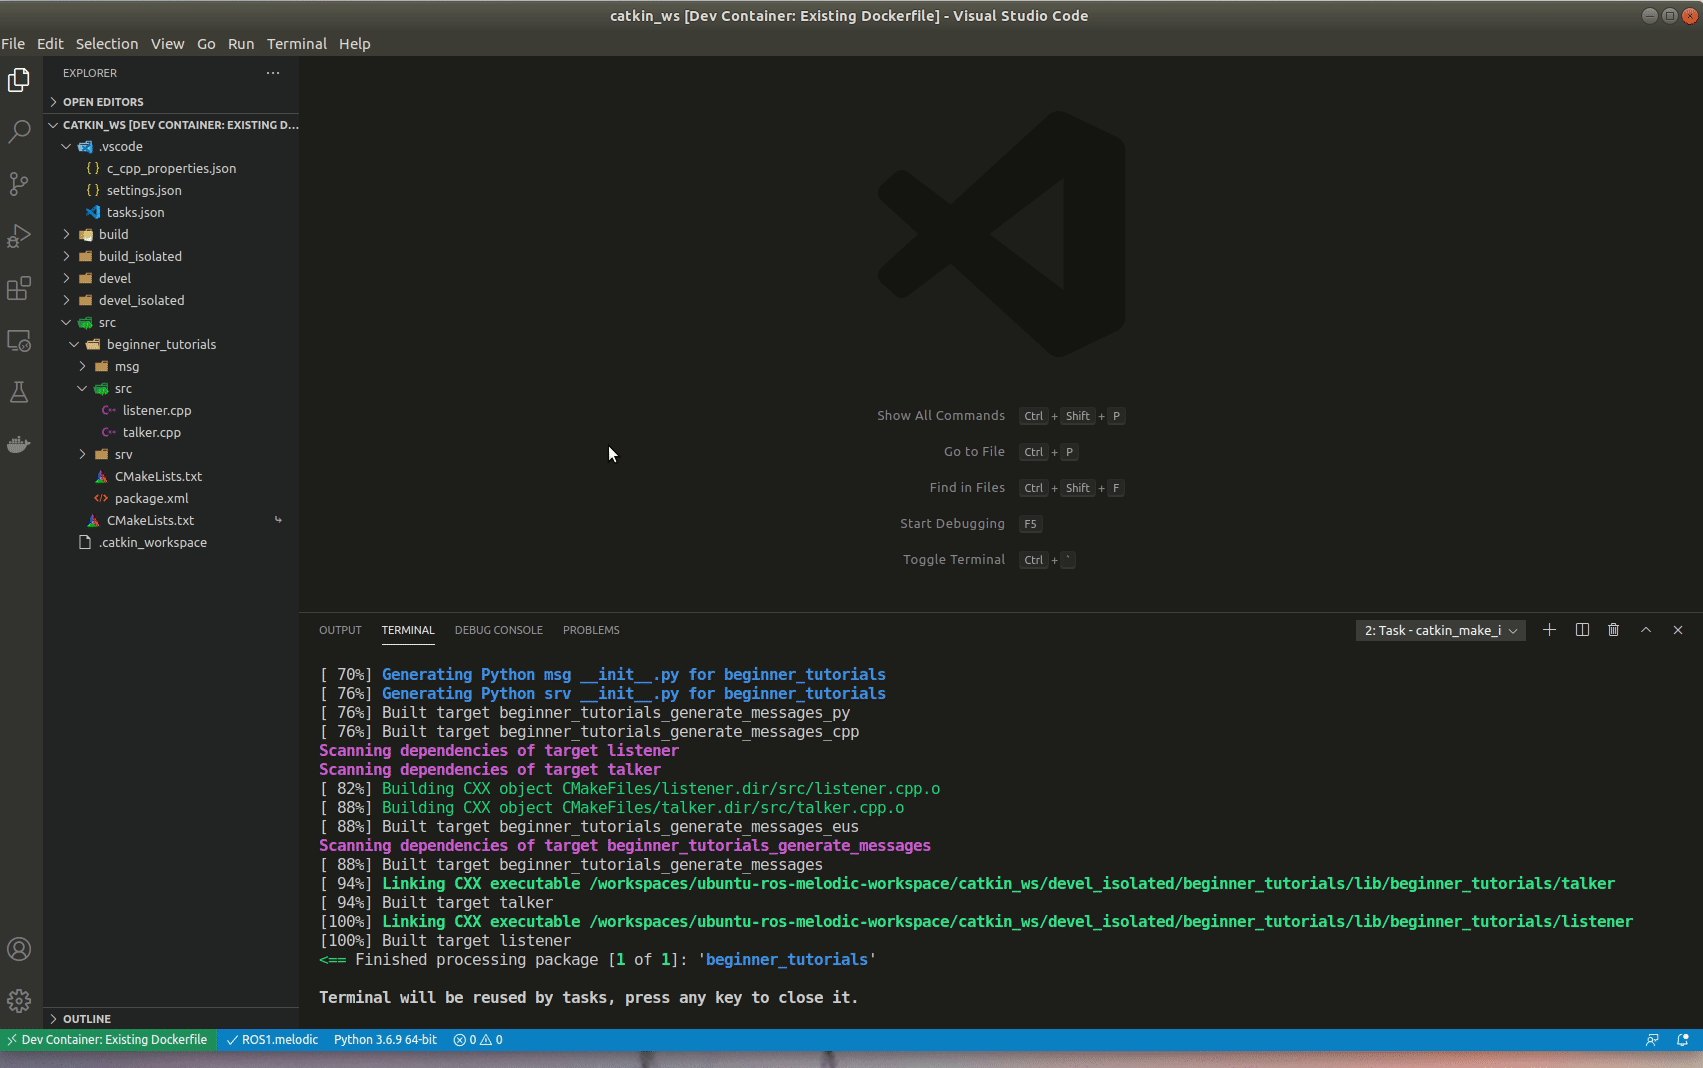 catkin_ws [Dev Container: Existing Dockerfile] - Visual Studio Code
File Edit Selection View Go Run Terminal Help
EXPLORER ···
OPEN EDITORS
CATKIN_WS [DEV CONTAINER: EXISTING D...
.vscode
{ } c_cpp_properties.json
{ } settings.json
tasks.json
build
build_isolated
devel
devel_isolated
src
beginner_tutorials
msg
src
listener.cpp
talker.cpp
srv
CMakeLists.txt
package.xml
CMakeLists.txt
.catkin_workspace
OUTLINE
Show All Commands Ctrl + Shift + P
Go to File Ctrl + P
Find in Files Ctrl + Shift + F
Start Debugging F5
Toggle Terminal Ctrl + `
OUTPUT TERMINAL DEBUG CONSOLE PROBLEMS 2: Task - catkin_make_i
[ 70%] Generating Python msg __init__.py for beginner_tutorials
[ 76%] Generating Python srv __init__.py for beginner_tutorials
[ 76%] Built target beginner_tutorials_generate_messages_py
[ 76%] Built target beginner_tutorials_generate_messages_cpp
Scanning dependencies of target listener
Scanning dependencies of target talker
[ 82%] Building CXX object CMakeFiles/listener.dir/src/listener.cpp.o
[ 88%] Building CXX object CMakeFiles/talker.dir/src/talker.cpp.o
[ 88%] Built target beginner_tutorials_generate_messages_eus
Scanning dependencies of target beginner_tutorials_generate_messages
[ 88%] Built target beginner_tutorials_generate_messages
[ 94%] Linking CXX executable /workspaces/ubuntu-ros-melodic-workspace/catkin_ws/devel_isolated/beginner_tutorials/lib/beginner_tutorials/talker
[ 94%] Built target talker
[100%] Linking CXX executable /workspaces/ubuntu-ros-melodic-workspace/catkin_ws/devel_isolated/beginner_tutorials/lib/beginner_tutorials/listener
[100%] Built target listener
<== Finished processing package [1 of 1]: 'beginner_tutorials'
Terminal will be reused by tasks, press any key to close it.
Dev Container: Existing Dockerfile ROS1.melodic Python 3.6.9 64-bit 0 0